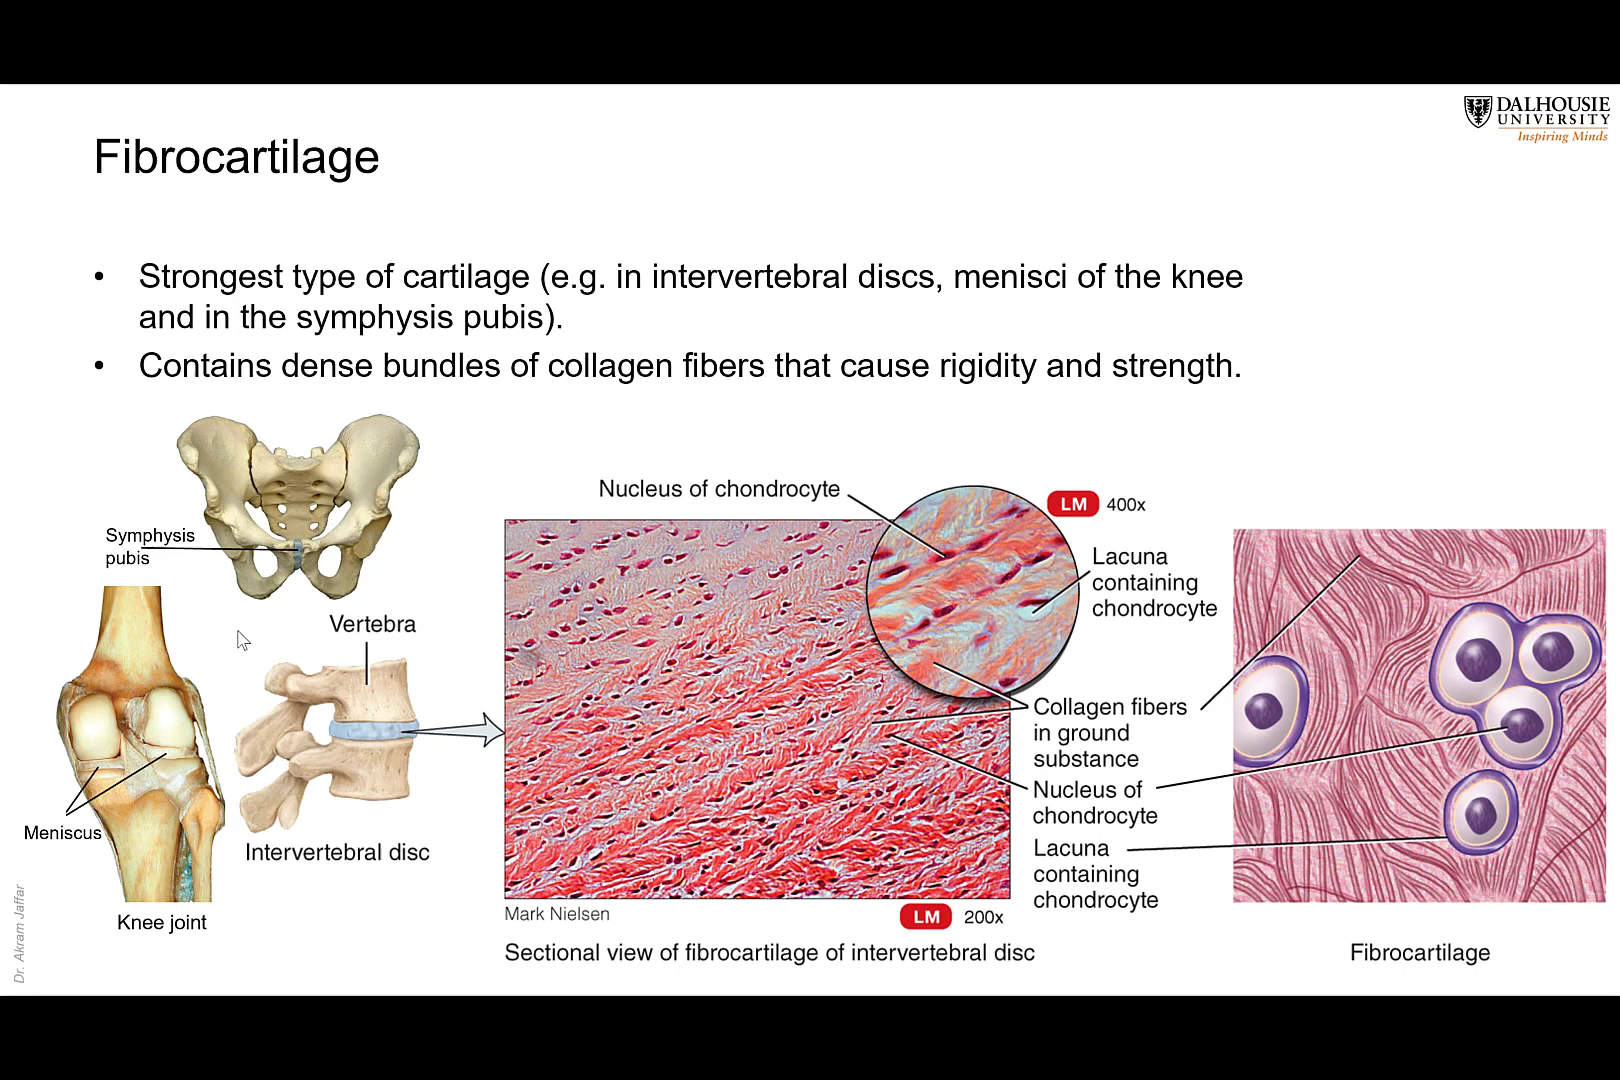 DALHOUSIE
UNIVERSITY
Inspiring Minds
Fibrocartilage
• Strongest type of cartilage (e.g. in intervertebral discs, menisci of the knee
and in the symphysis pubis).
• Contains dense bundles of collagen fibers that cause rigidity and strength.
Symphysis
pubis
Meniscus
Knee joint
Vertebra
Intervertebral disc
Nucleus of chondrocyte
LM 400x
Lacuna
containing
chondrocyte
Collagen fibers
in ground
substance
Nucleus of
chondrocyte
Lacuna
containing
chondrocyte
Mark Nielsen
LM 200x
Sectional view of fibrocartilage of intervertebral disc
Fibrocartilage
Dr. Akram Jaffar